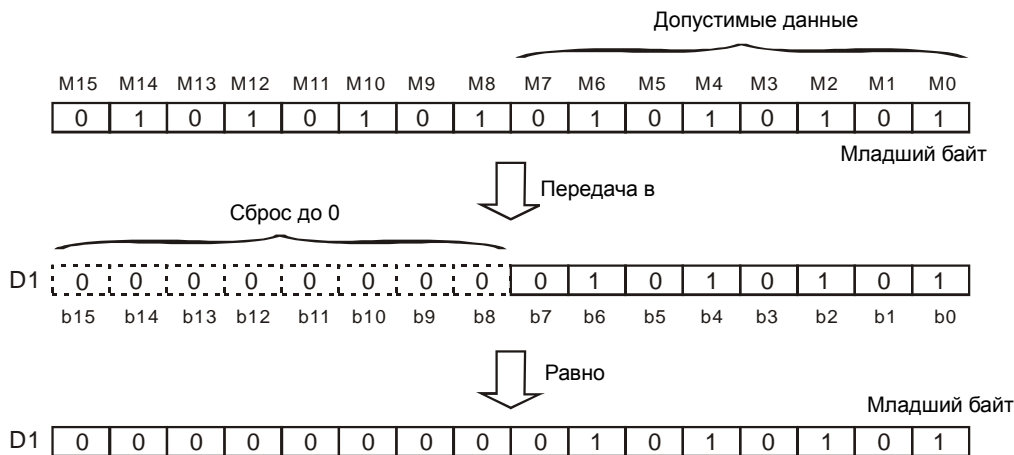 Допустимые данные
M15 M14 M13 M12 M11 M10 M9 M8 M7 M6 M5 M4 M3 M2 M1 M0
0 1 0 1 0 1 0 1 0 1 0 1 0 1 0 1
Младший байт
Передача в
Сброс до 0
D1 0 0 0 0 0 0 0 0 0 1 0 1 0 1 0 1
b15 b14 b13 b12 b11 b10 b9 b8 b7 b6 b5 b4 b3 b2 b1 b0
Равно
Младший байт
D1 0 0 0 0 0 0 0 0 0 1 0 1 0 1 0 1